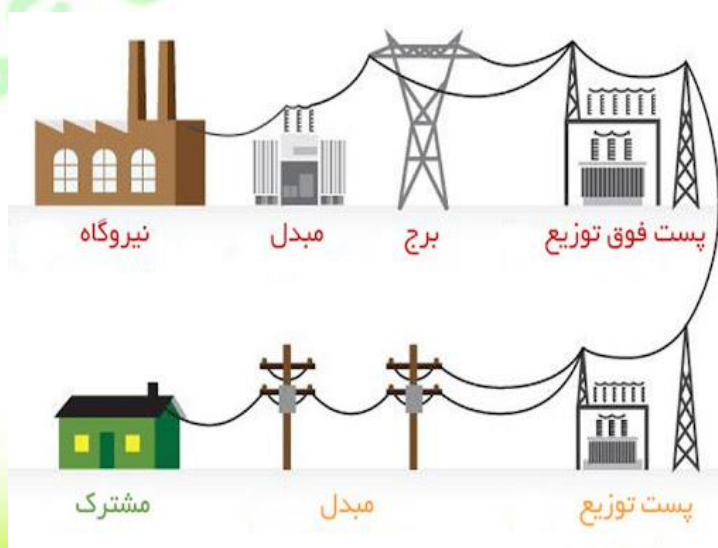 نیروگاه مبدل برج پست فوق توزیع
مشترک مبدل پست توزیع